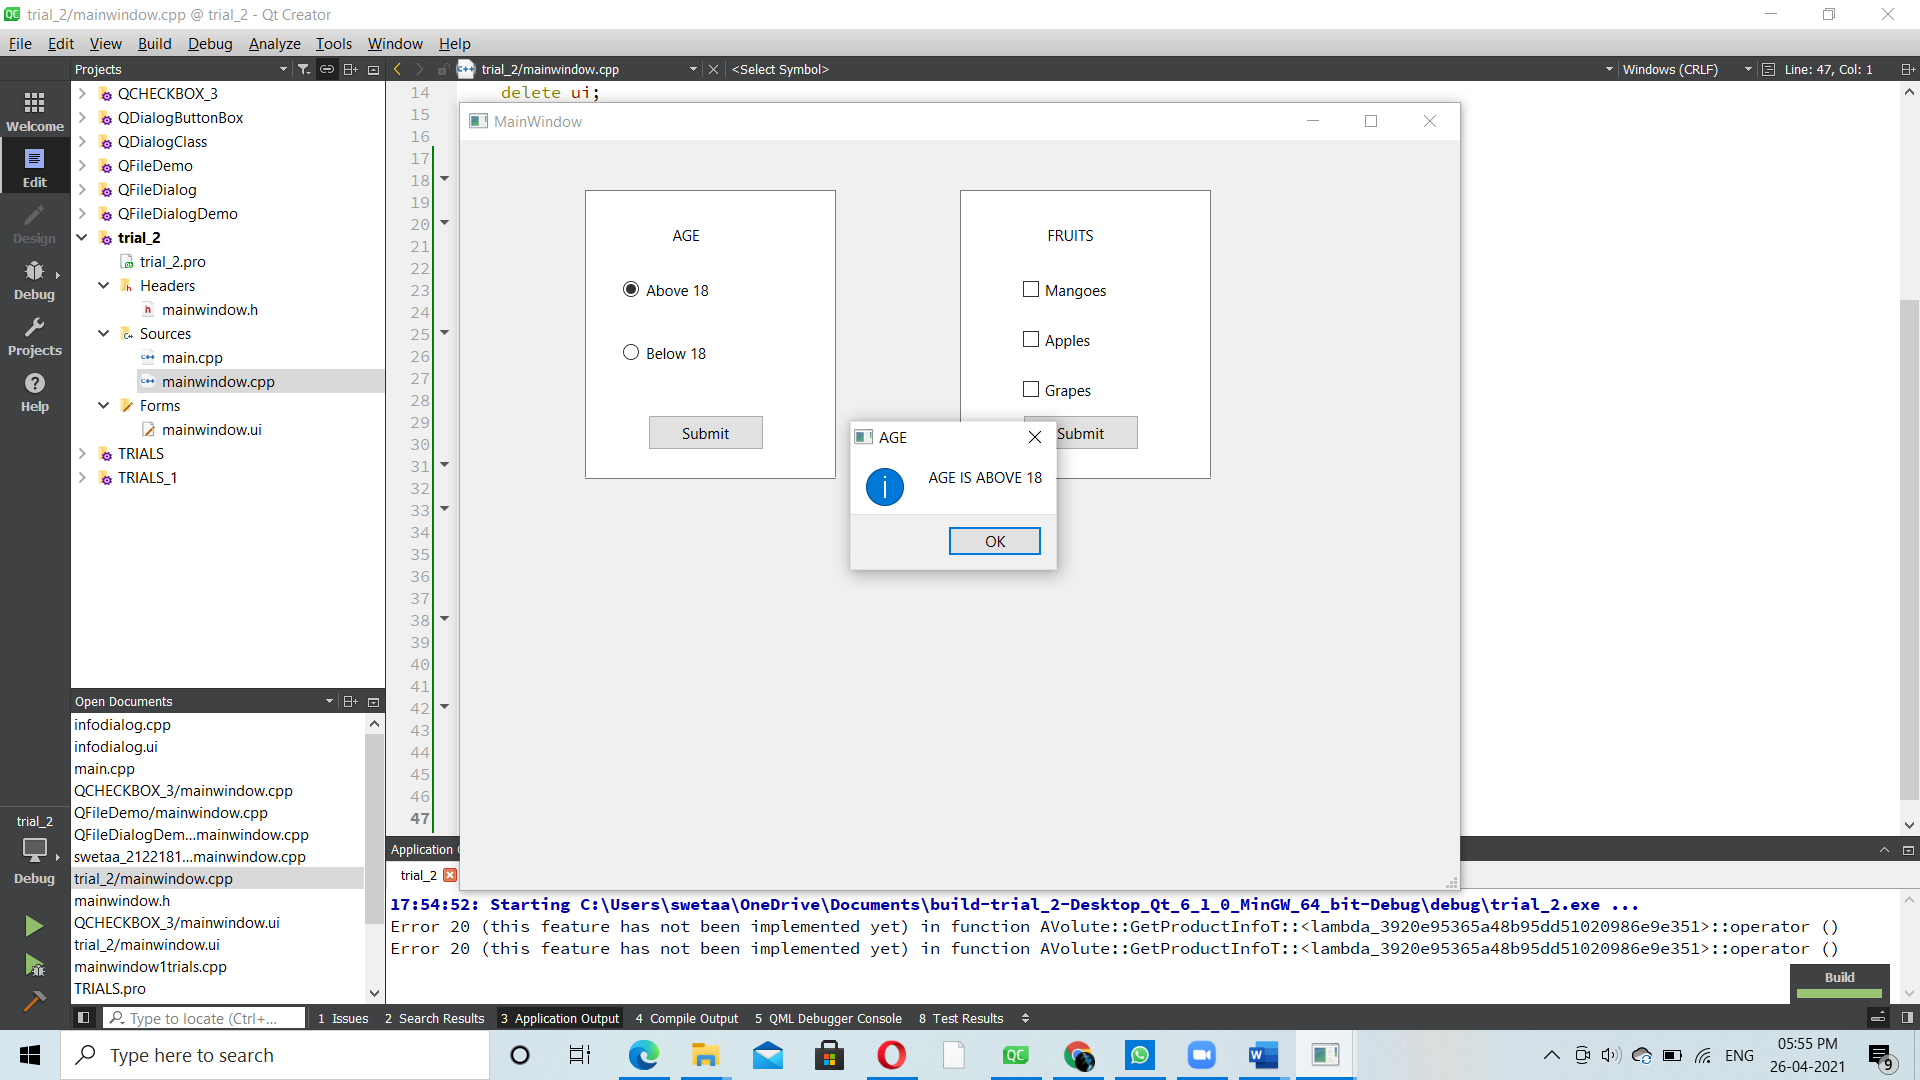 trial_2/mainwindow.cpp @ trial_2 - Qt Creator
File Edit View Build Debug Analyze Tools Window Help
Projects
trial_2/mainwindow.cpp
<Select Symbol>
Windows (CRLF)
Line: 47, Col: 1
Welcome
Edit
Design
Debug
Projects
Help
QCHECKBOX_3
QDialogButtonBox
QDialogClass
QFileDemo
QFileDialog
QFileDialogDemo
trial_2
trial_2.pro
Headers
mainwindow.h
Sources
main.cpp
mainwindow.cpp
Forms
mainwindow.ui
TRIALS
TRIALS_1
14 delete ui;
15
16
17
18
19
20
21
22
23
24
25
26
27
28
29
30
31
32
33
34
35
36
37
38
39
40
41
42
43
44
45
46
47
MainWindow
AGE
Above 18
Below 18
Submit
FRUITS
Mangoes
Apples
Grapes
Submit
AGE
AGE IS ABOVE 18
OK
Open Documents
infodialog.cpp
infodialog.ui
main.cpp
QCHECKBOX_3/mainwindow.cpp
QFileDemo/mainwindow.cpp
QFileDialogDem...mainwindow.cpp
swetaa_2122181...mainwindow.cpp
trial_2/mainwindow.cpp
mainwindow.h
QCHECKBOX_3/mainwindow.ui
trial_2/mainwindow.ui
mainwindow1trials.cpp
TRIALS.pro
trial_2
Debug
Application
trial_2
17:54:52: Starting C:\Users\swetaa\OneDrive\Documents\build-trial_2-Desktop_Qt_6_1_0_MinGW_64_bit-Debug\debug\trial_2.exe ...
Error 20 (this feature has not been implemented yet) in function AVolute::GetProductInfoT::<lambda_3920e95365a48b95dd51020986e9e351>::operator ()
Error 20 (this feature has not been implemented yet) in function AVolute::GetProductInfoT::<lambda_3920e95365a48b95dd51020986e9e351>::operator ()
Build
Type to locate (Ctrl+...
1 Issues 2 Search Results 3 Application Output 4 Compile Output 5 QML Debugger Console 8 Test Results
Type here to search
ENG
05:55 PM
26-04-2021
9